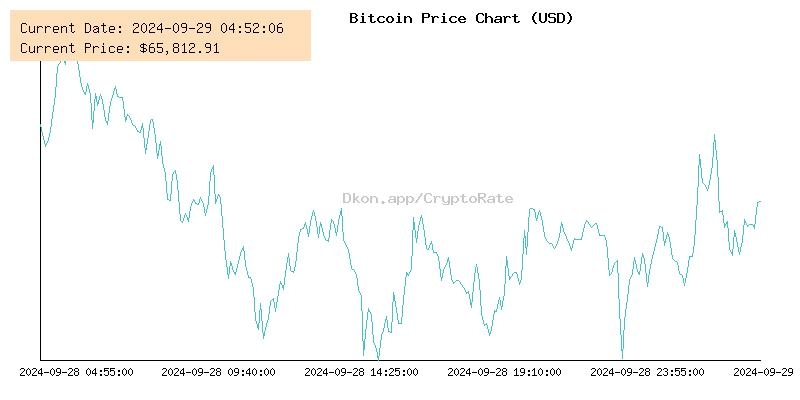 Bitcoin Price Chart (USD)
Current Date: 2024-09-29 04:52:06
Current Price: $65,812.91
Dkon.app/CryptoRate
2024-09-28 04:55:00 2024-09-28 09:40:00 2024-09-28 14:25:00 2024-09-28 19:10:00 2024-09-28 23:55:00 2024-09-29